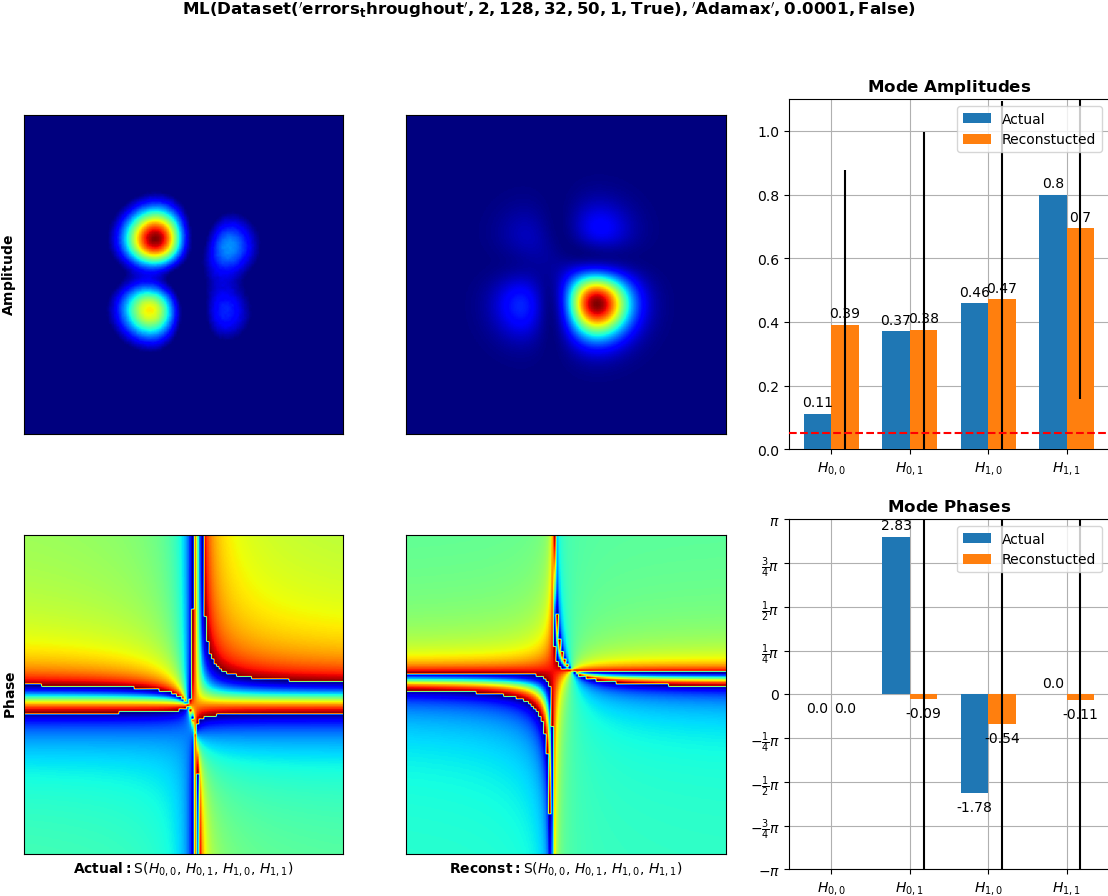 ML(Dataset('errors_throughout', 2, 128, 32, 50, 1, True), 'Adamax', 0.0001, False)
Amplitude
Mode Amplitudes
Actual
Reconstucted
1.0
0.8
0.6
0.4
0.2
0.0
0.11
0.39
0.37
0.38
0.46
0.47
0.8
0.7
H0,0
H0,1
H1,0
H1,1
Phase
Actual: S(H0,0, H0,1, H1,0, H1,1)
Reconst: S(H0,0, H0,1, H1,0, H1,1)
Mode Phases
Actual
Reconstucted
π
3/4π
1/2π
1/4π
0
−1/4π
−1/2π
−3/4π
−π
0.0
0.0
2.83
-0.09
-1.78
-0.54
0.0
-0.11
H0,0
H0,1
H1,0
H1,1